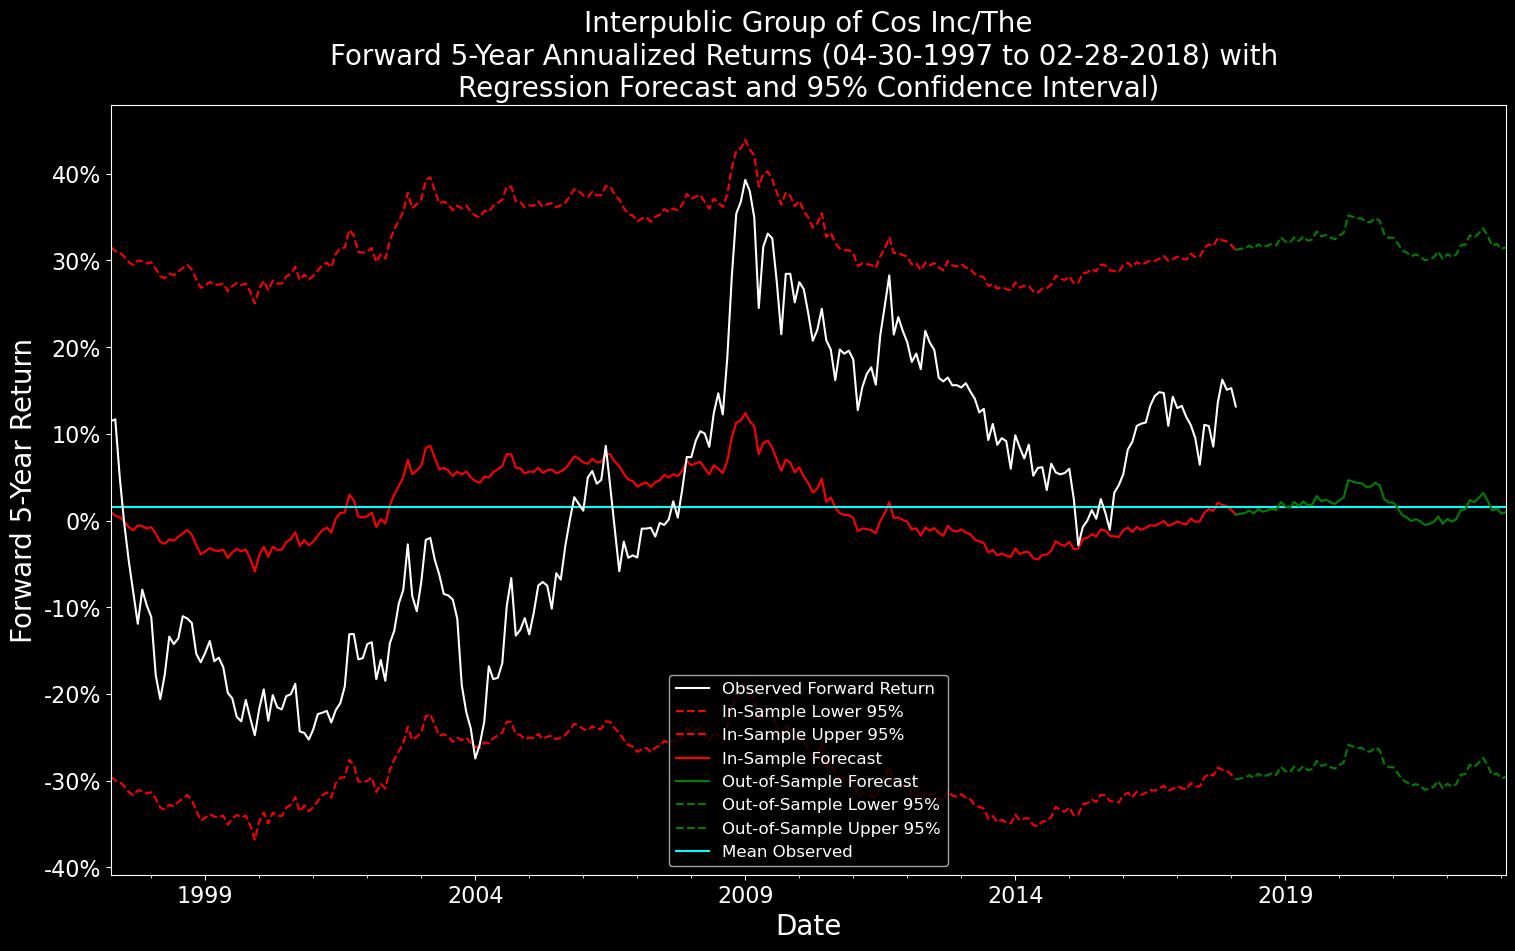 Interpublic Group of Cos Inc/The
Forward 5-Year Annualized Returns (04-30-1997 to 02-28-2018) with
Regression Forecast and 95% Confidence Interval)
Forward 5-Year Return
40%
30%
20%
10%
0%
-10%
-20%
-30%
-40%
Observed Forward Return
In-Sample Lower 95%
In-Sample Upper 95%
In-Sample Forecast
Out-of-Sample Forecast
Out-of-Sample Lower 95%
Out-of-Sample Upper 95%
Mean Observed
1999 2004 2009 2014 2019
Date